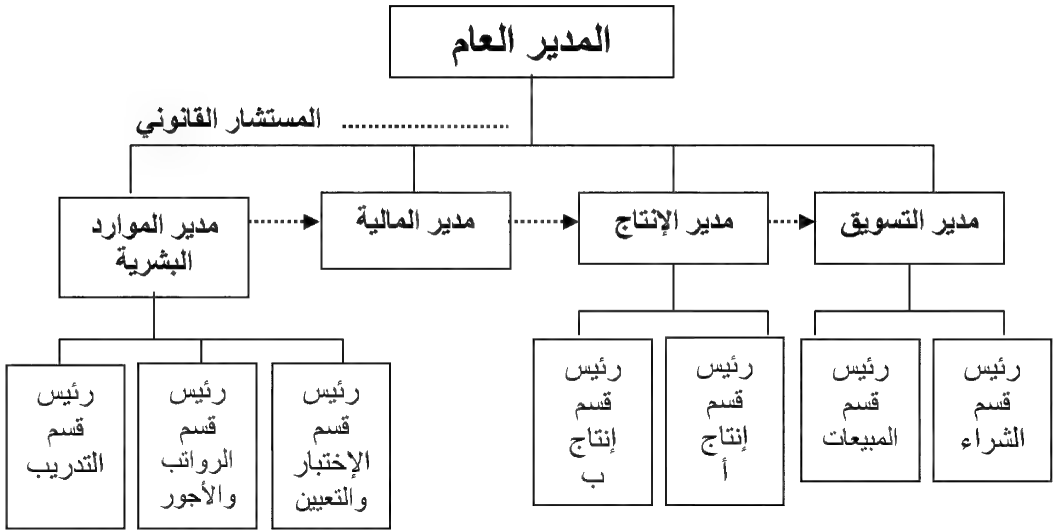 المدير العام
المستشار القانوني ......................
مدير التسويق
مدير الإنتاج
مدير المالية
مدير الموارد
البشرية
رئيس
قسم
الشراء
رئيس
قسم
المبيعات
رئيس
قسم
إنتاج
أ
رئيس
قسم
إنتاج
ب
رئيس
قسم
الإختبار
والتعيين
رئيس
قسم
الرواتب
والأجور
رئيس
قسم
التدريب